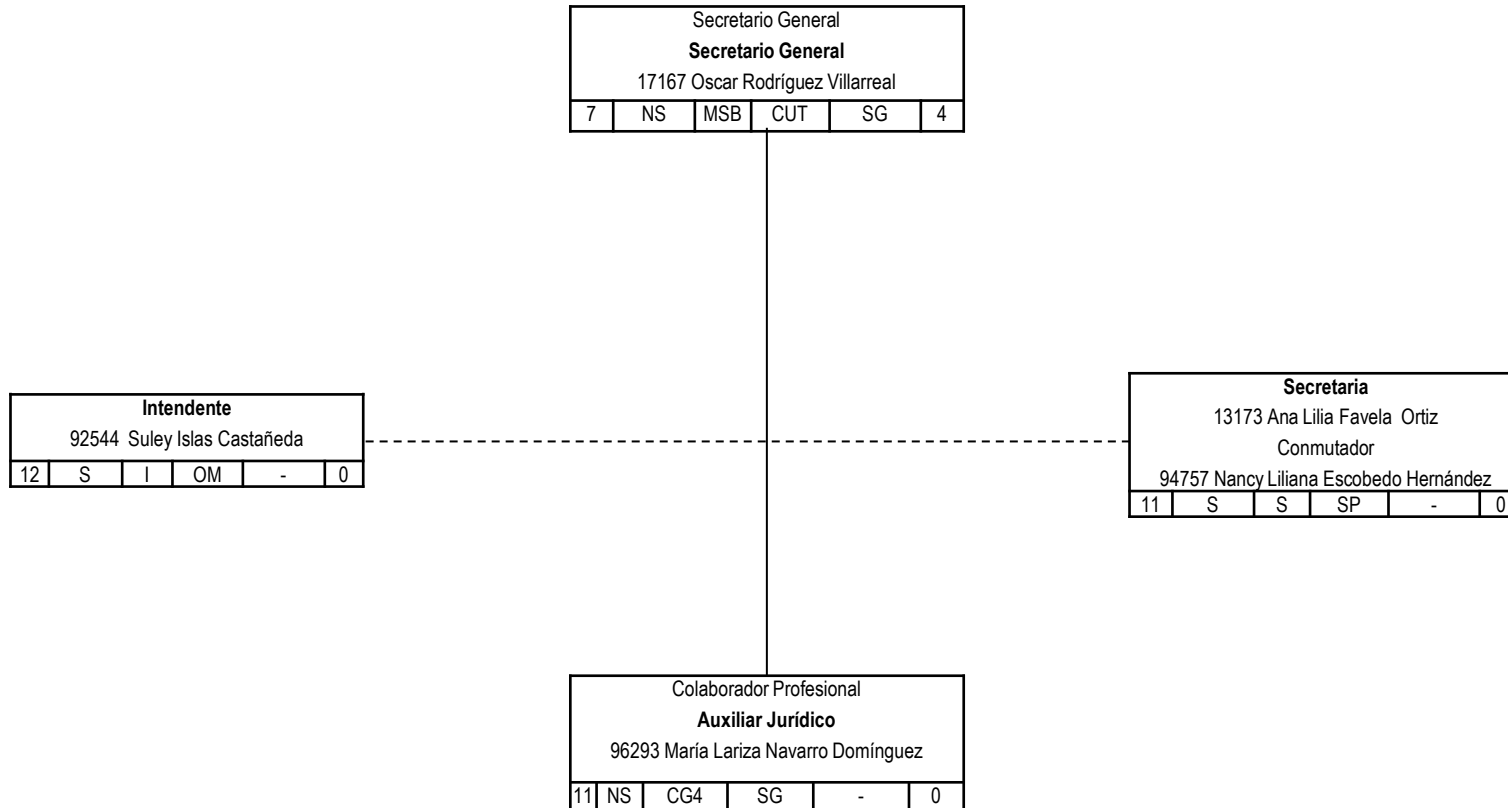 Secretario General
Secretario General
17167 Oscar Rodríguez Villarreal
7 NS MSB CUT SG 4
Intendente
92544 Suley Islas Castañeda
12 S I OM - 0
Secretaria
13173 Ana Lilia Favela Ortiz
Conmutador
94757 Nancy Liliana Escobedo Hernández
11 S S SP - 0
Colaborador Profesional
Auxiliar Jurídico
96293 María Lariza Navarro Domínguez
11 NS CG4 SG - 0